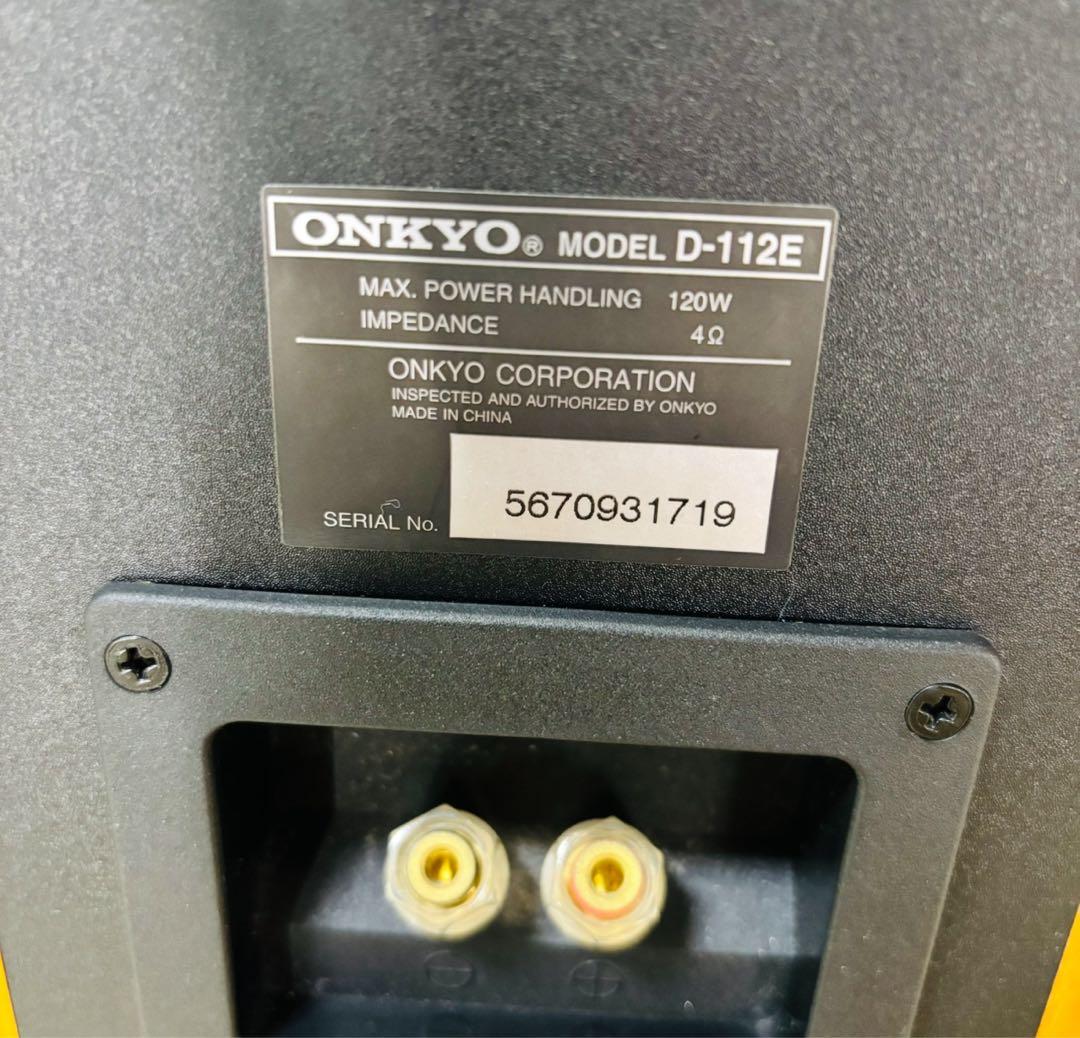 ONKYO® MODEL D-112E
MAX. POWER HANDLING 120W
IMPEDANCE 4Ω
ONKYO CORPORATION
INSPECTED AND AUTHORIZED BY ONKYO
MADE IN CHINA
SERIAL No. 5670931719
⊖ ⊕